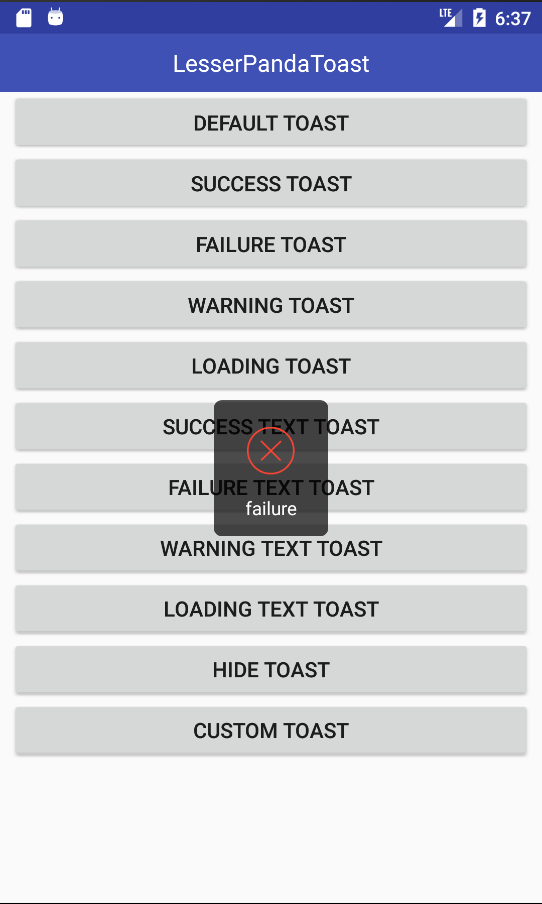 LTE 6:37
LesserPandaToast
DEFAULT TOAST
SUCCESS TOAST
FAILURE TOAST
WARNING TOAST
LOADING TOAST
SUCCESS TEXT TOAST
FAILURE TEXT TOAST
failure
WARNING TEXT TOAST
LOADING TEXT TOAST
HIDE TOAST
CUSTOM TOAST